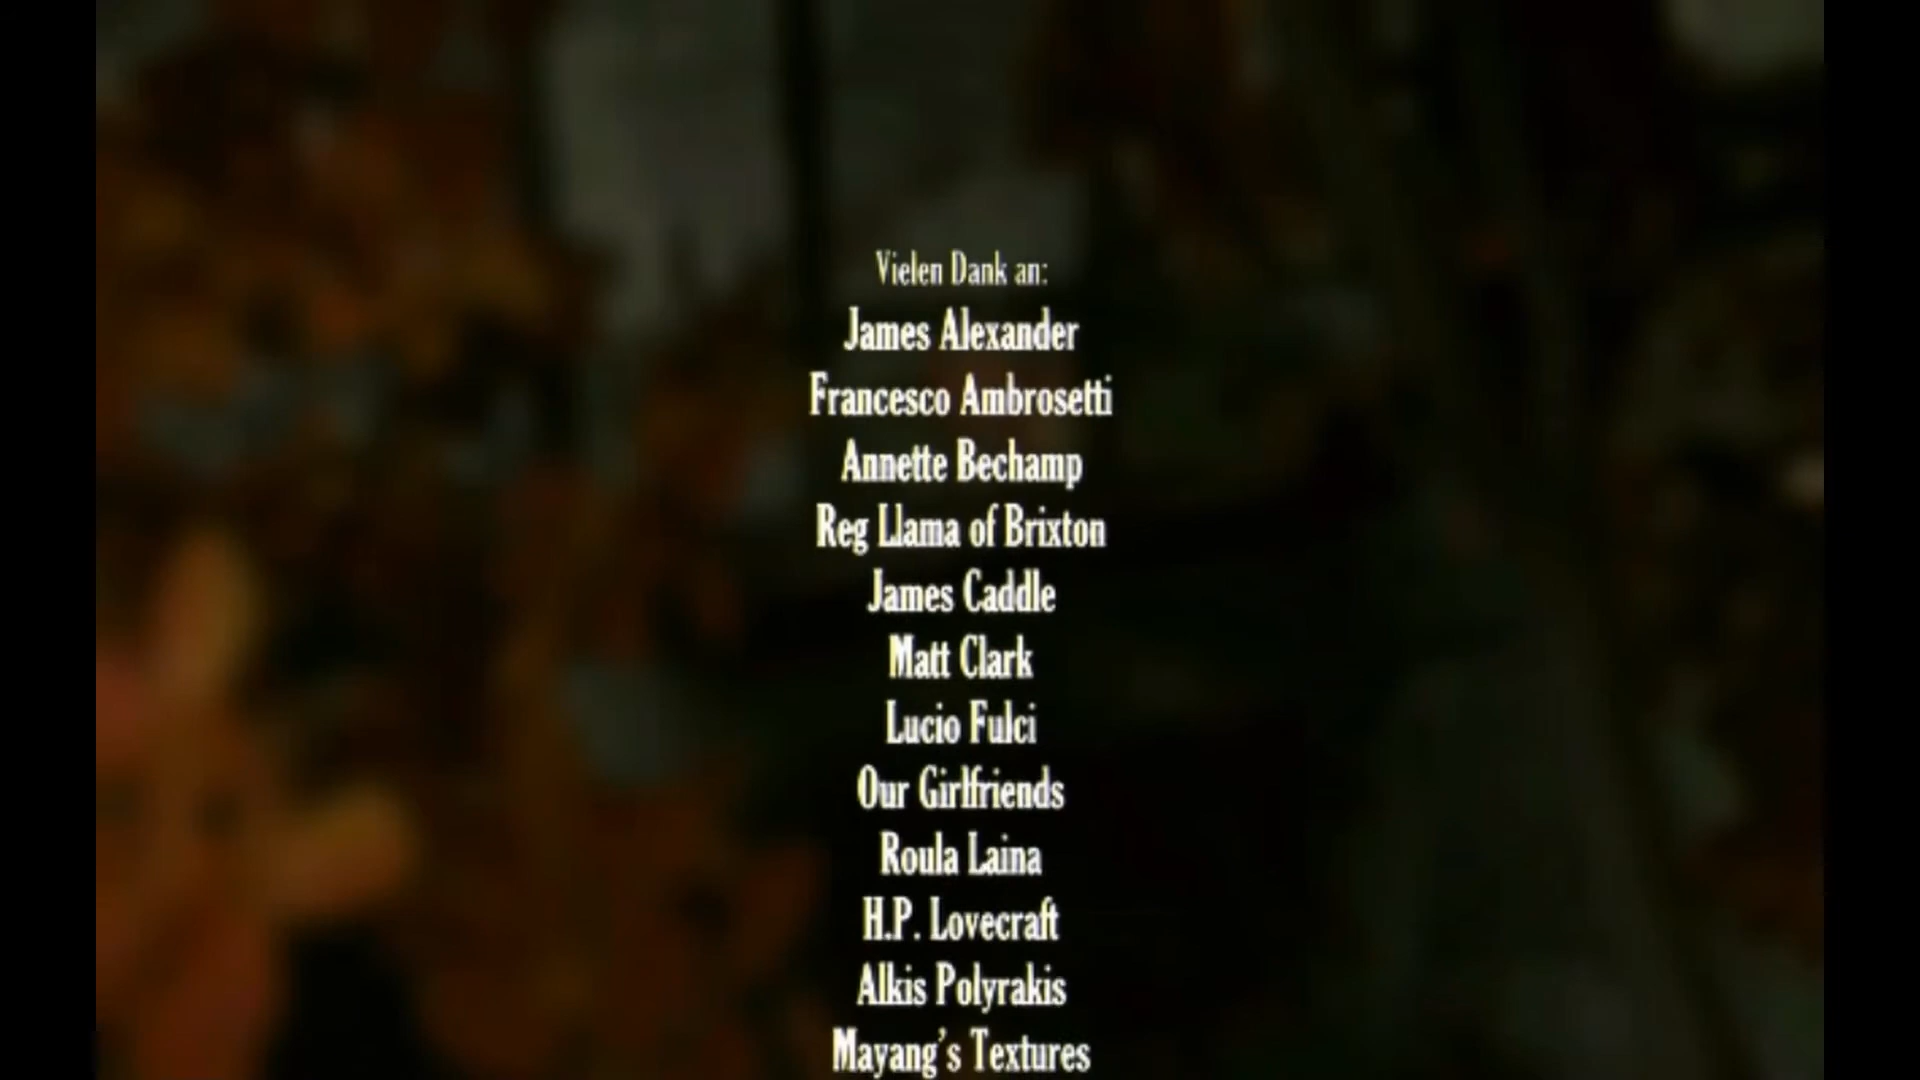 Vielen Dank an:
James Alexander
Francesco Ambrosetti
Annette Bechamp
Reg Llama of Brixton
James Caddle
Matt Clark
Lucio Fulci
Our Girlfriends
Roula Laina
H.P. Lovecraft
Alkis Polyrakis
Mayang's Textures